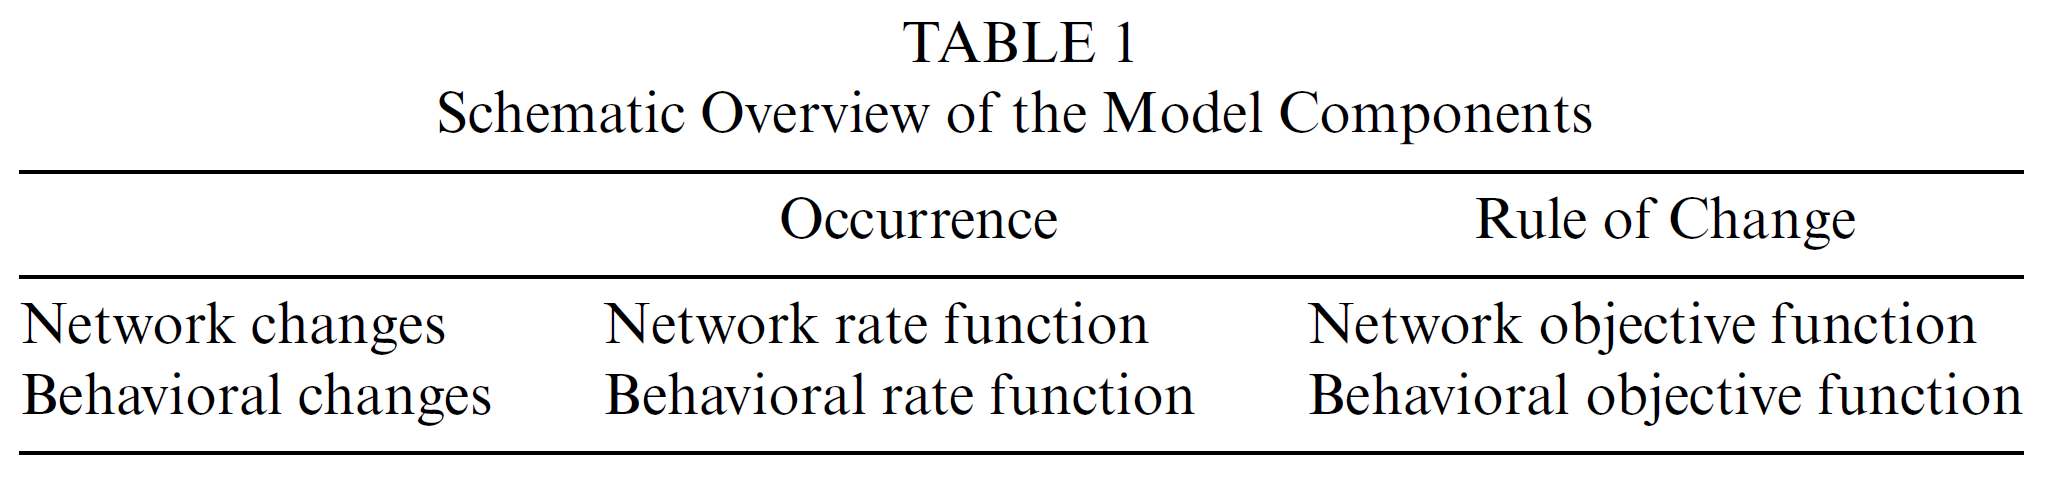 TABLE 1
Schematic Overview of the Model Components
Occurrence Rule of Change
Network changes Network rate function Network objective function
Behavioral changes Behavioral rate function Behavioral objective function